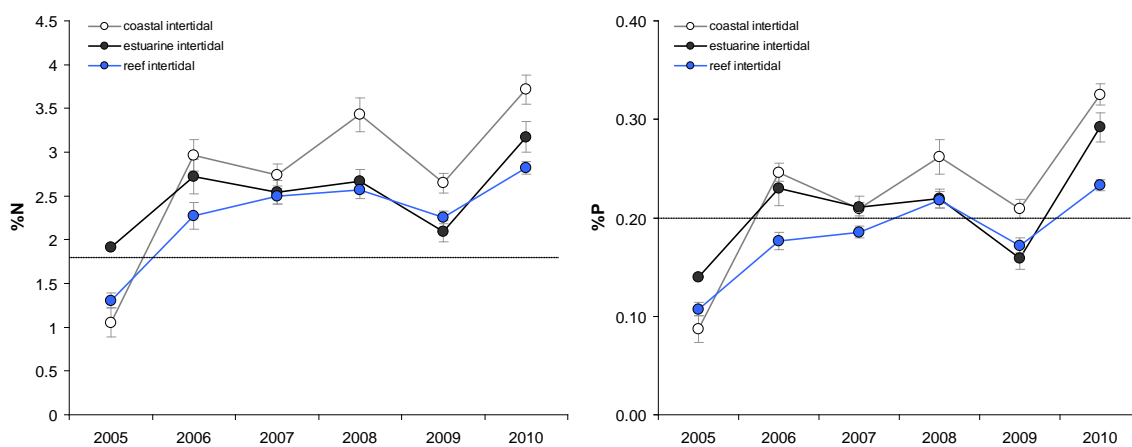 4.5
4
3.5
3
2.5
2
1.5
1
0.5
0
%N
coastal intertidal
estuarine intertidal
reef intertidal
2005 2006 2007 2008 2009 2010
0.40
0.30
0.20
0.10
0.00
%P
coastal intertidal
estuarine intertidal
reef intertidal
2005 2006 2007 2008 2009 2010